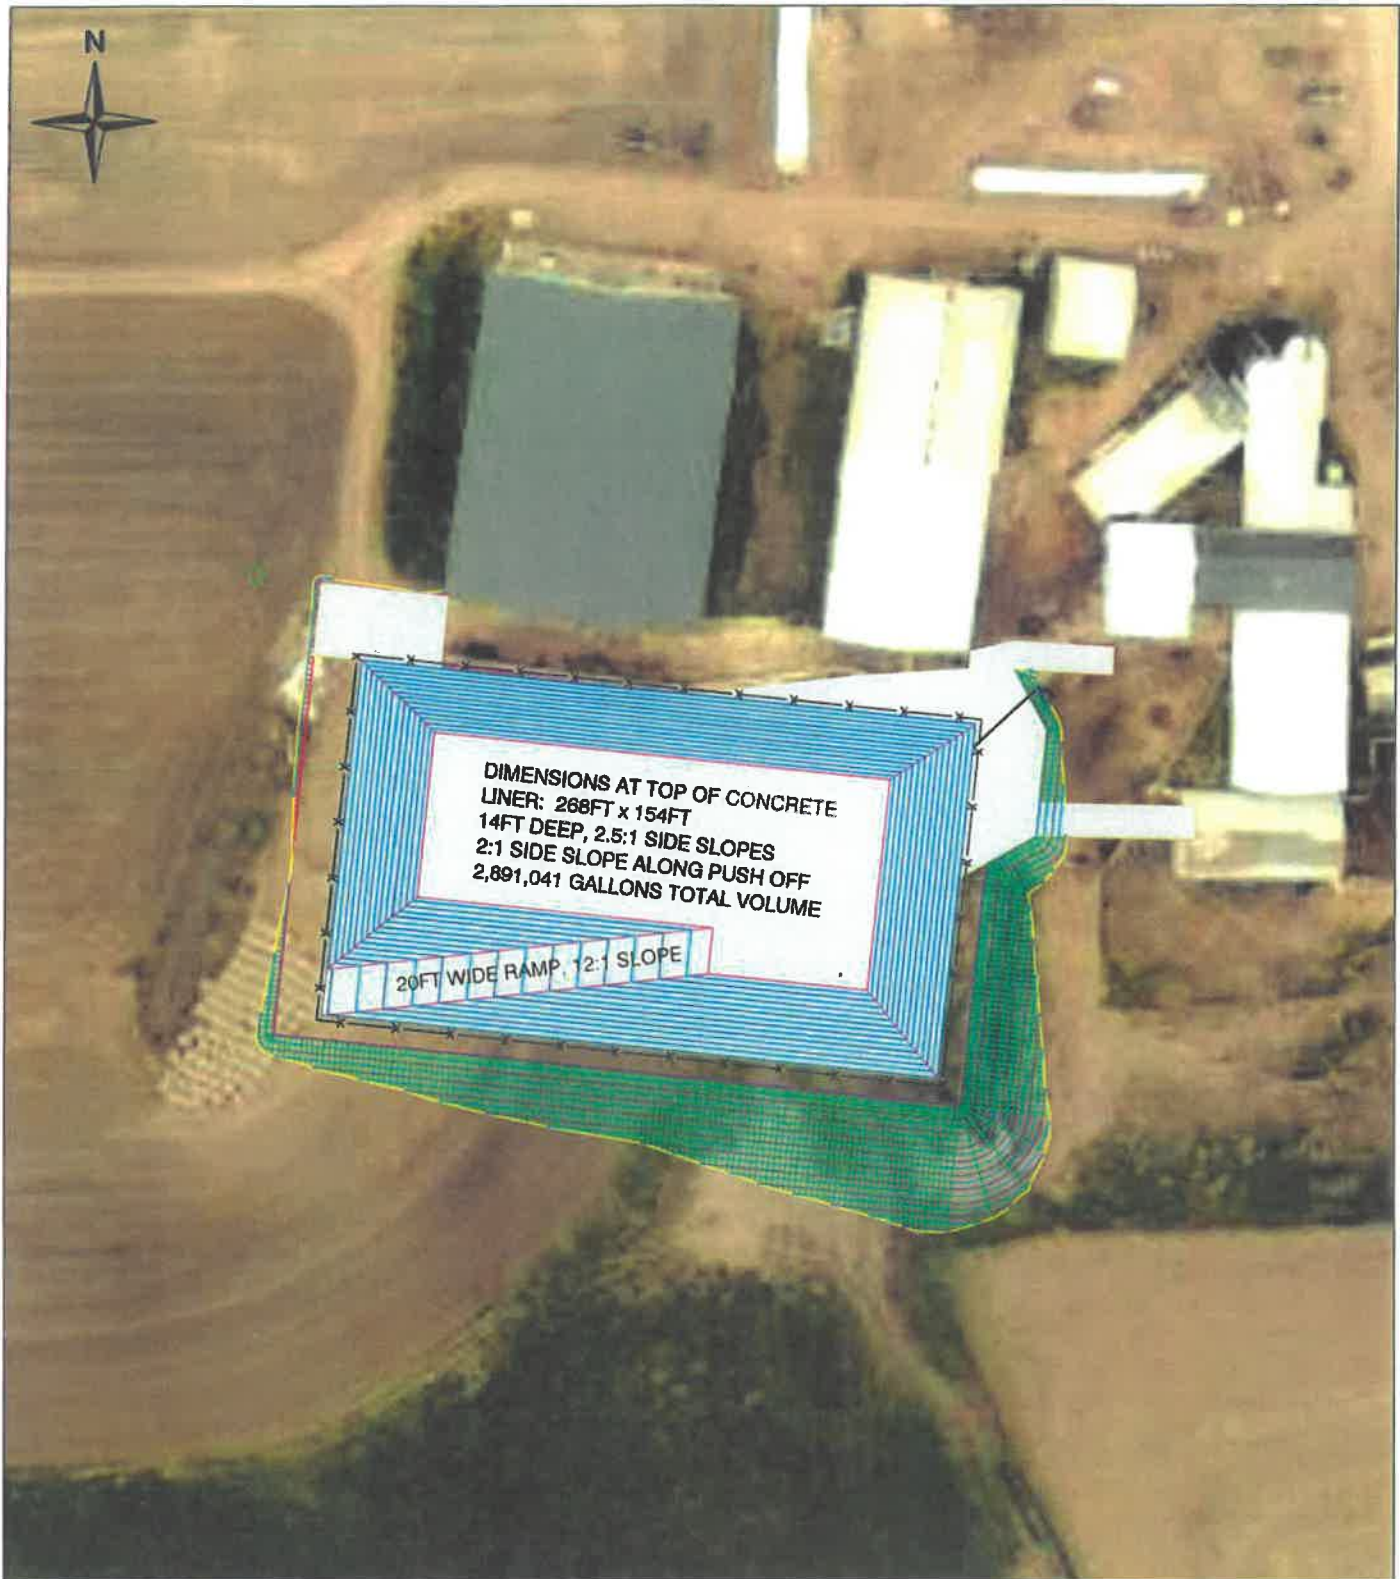 N
DIMENSIONS AT TOP OF CONCRETE
LINER: 268FT x 154FT
14FT DEEP, 2.5:1 SIDE SLOPES
2:1 SIDE SLOPE ALONG PUSH OFF
2,891,041 GALLONS TOTAL VOLUME
20FT WIDE RAMP, 12:1 SLOPE